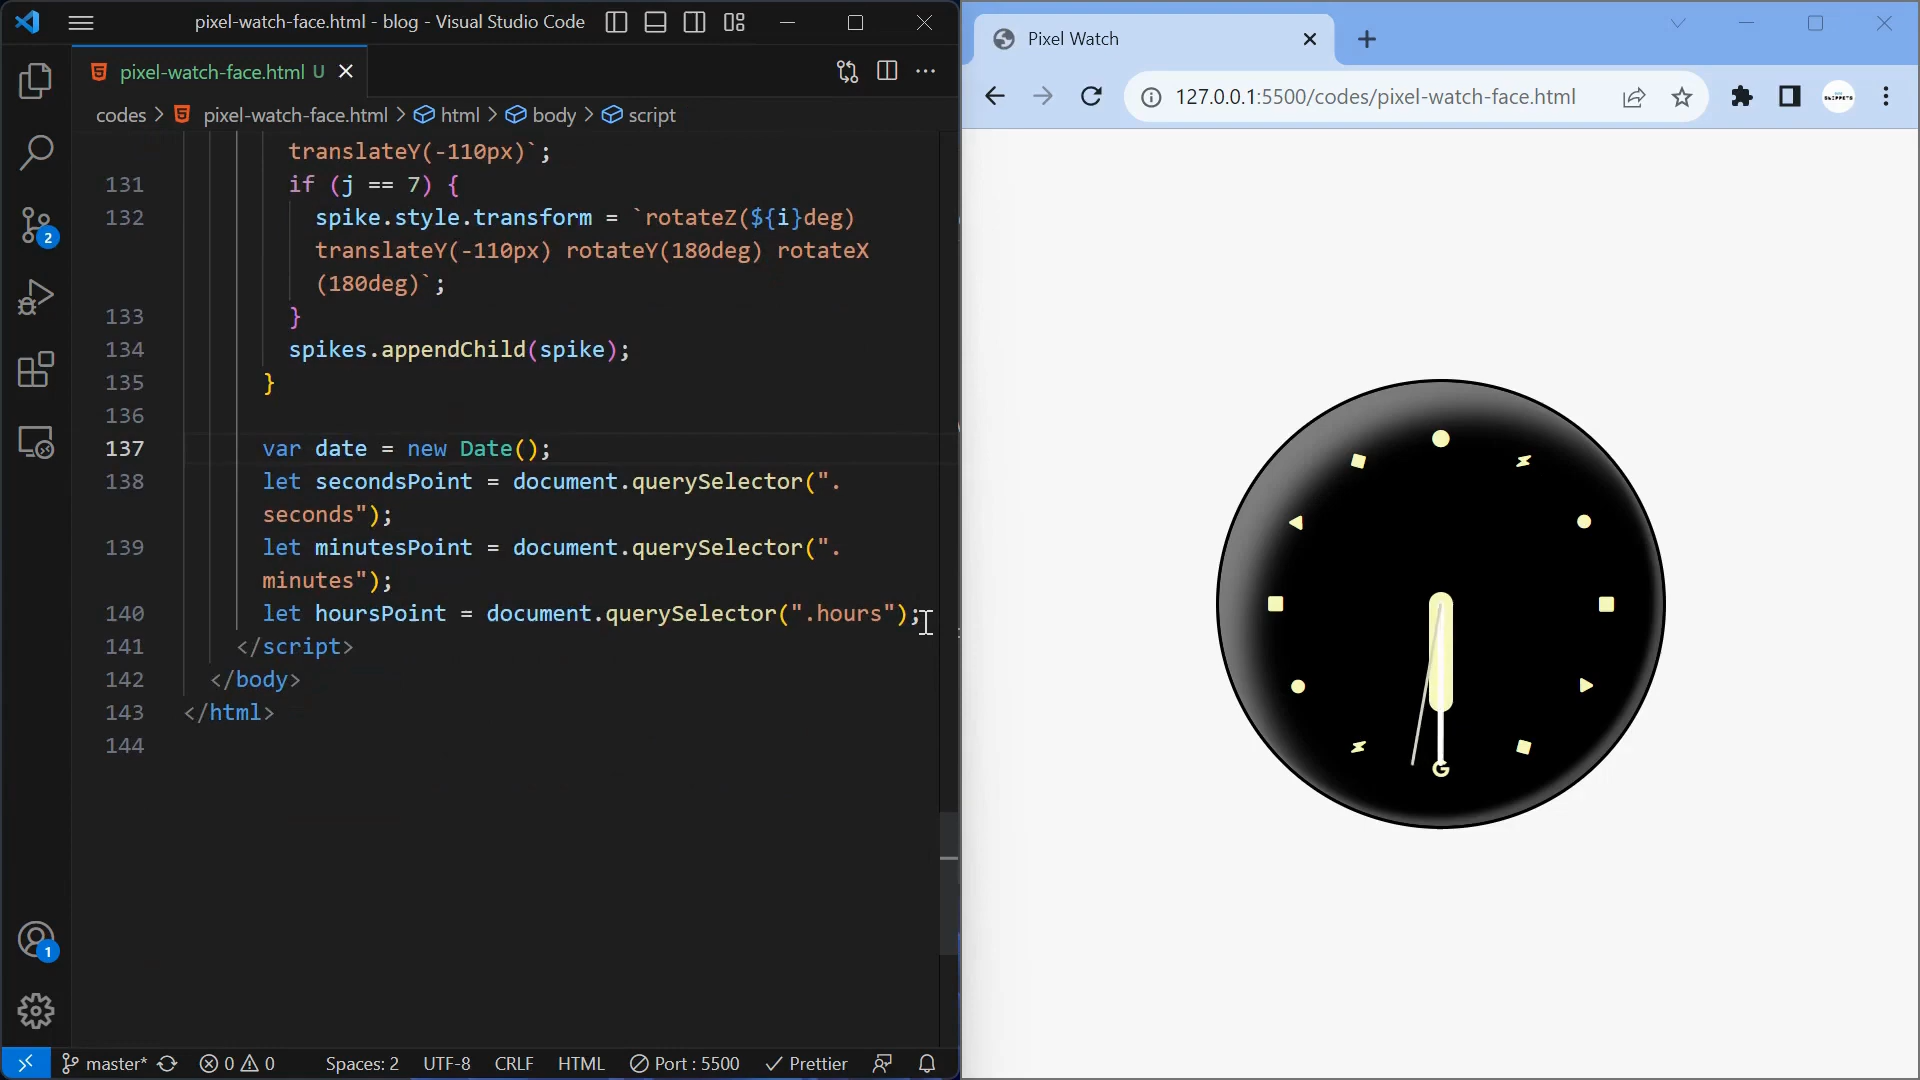 pixel-watch-face.html - blog - Visual Studio Code
pixel-watch-face.html U
codes > pixel-watch-face.html > html > body > script
translateY(-110px)`;
131 if (j == 7) {
132 spike.style.transform = `rotateZ(${i}deg)
translateY(-110px) rotateY(180deg) rotateX
(180deg)`;
133 }
134 spikes.appendChild(spike);
135 }
136
137 var date = new Date();
138 let secondsPoint = document.querySelector(".
seconds");
139 let minutesPoint = document.querySelector(".
minutes");
140 let hoursPoint = document.querySelector(".hours");
141 </script>
142 </body>
143 </html>
144
2
1
master* 0 0 Spaces: 2 UTF-8 CRLF HTML Port : 5500 Prettier
Pixel Watch
127.0.0.1:5500/codes/pixel-watch-face.html
G